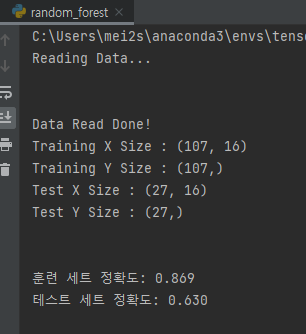 random_forest
C:\Users\mei2s\anaconda3\envs\tens
Reading Data...
Data Read Done!
Training X Size : (107, 16)
Training Y Size : (107,)
Test X Size : (27, 16)
Test Y Size : (27,)
훈련 세트 정확도: 0.869
테스트 세트 정확도: 0.630